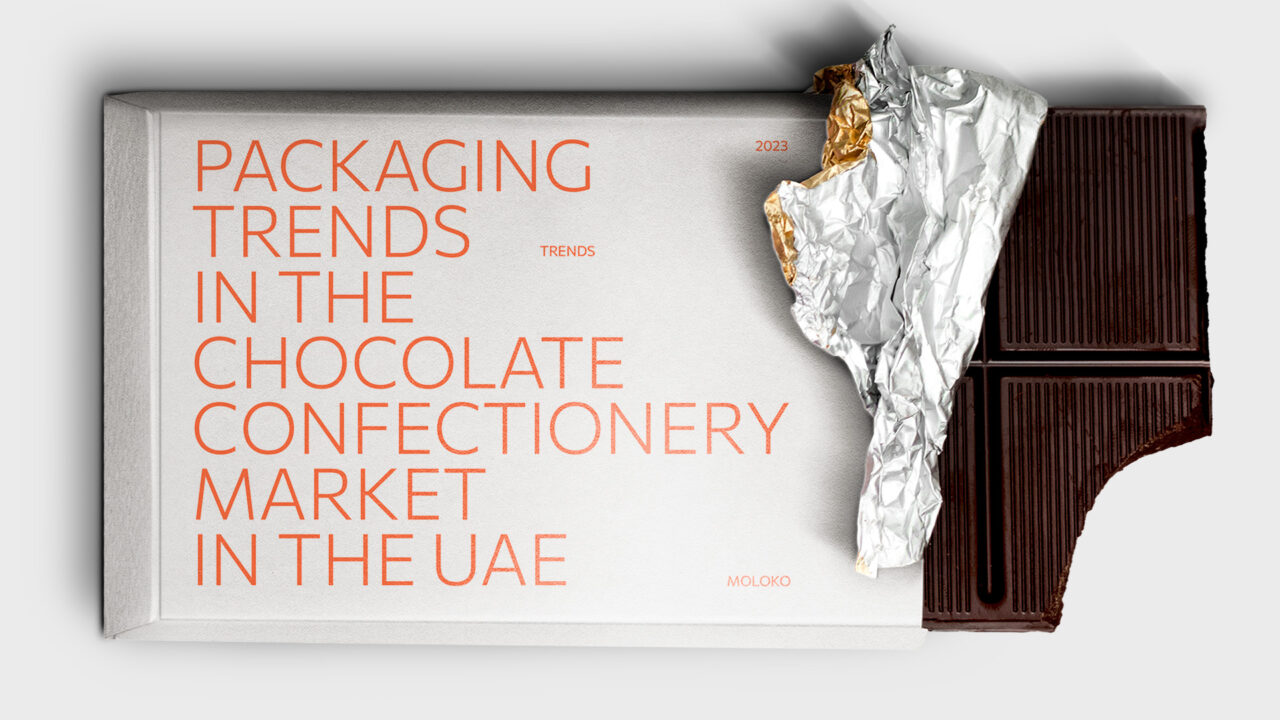 PACKAGING
2023
TRENDS
TRENDS
IN THE
CHOCOLATE
CONFECTIONERY
MARKET
IN THE UAE
MOLOKO